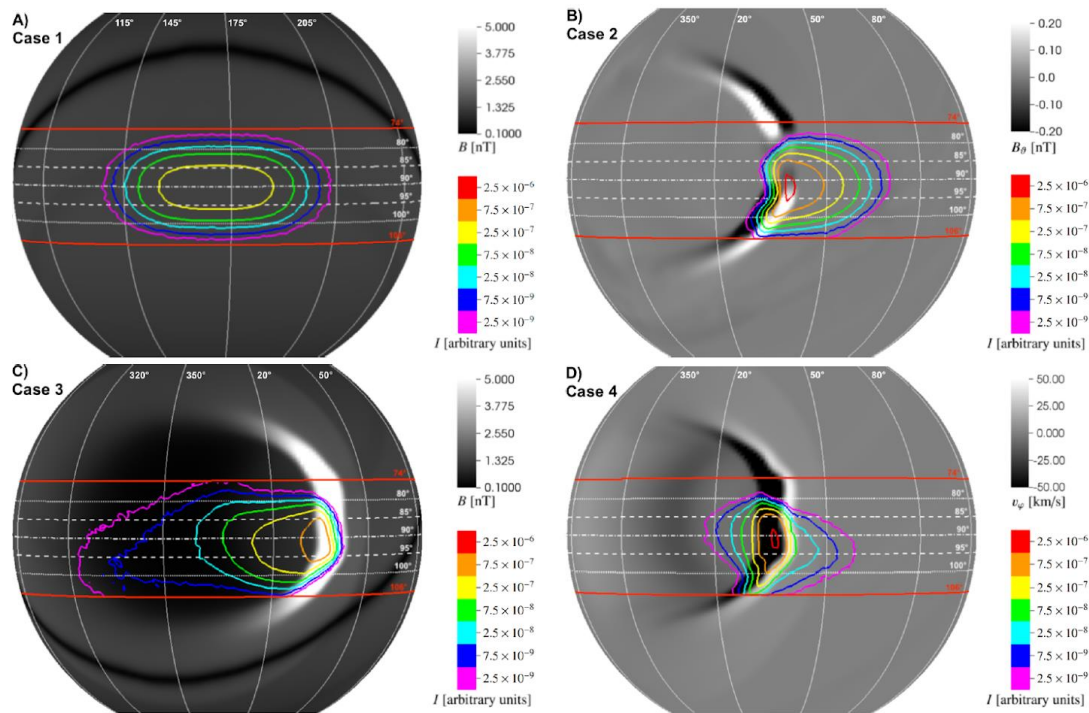 A)
Case 1
115°
145°
175°
205°
74°
80°
85°
90°
95°
100°
106°
5.000
3.775
2.550
1.325
0.1000
B [nT]
2.5 × 10⁻⁶
7.5 × 10⁻⁷
2.5 × 10⁻⁷
7.5 × 10⁻⁸
2.5 × 10⁻⁸
7.5 × 10⁻⁹
2.5 × 10⁻⁹
I [arbitrary units]
B)
Case 2
350°
20°
50°
80°
74°
80°
85°
90°
95°
100°
106°
0.20
0.10
0.0
-0.10
-0.20
Bϑ [nT]
2.5 × 10⁻⁶
7.5 × 10⁻⁷
2.5 × 10⁻⁷
7.5 × 10⁻⁸
2.5 × 10⁻⁸
7.5 × 10⁻⁹
2.5 × 10⁻⁹
I [arbitrary units]
C)
Case 3
320°
350°
20°
50°
74°
80°
85°
90°
95°
100°
106°
5.000
3.775
2.550
1.325
0.1000
B [nT]
2.5 × 10⁻⁶
7.5 × 10⁻⁷
2.5 × 10⁻⁷
7.5 × 10⁻⁸
2.5 × 10⁻⁸
7.5 × 10⁻⁹
2.5 × 10⁻⁹
I [arbitrary units]
D)
Case 4
350°
20°
50°
80°
74°
80°
85°
90°
95°
100°
106°
50.00
25.00
0.000
-25.00
-50.00
vφ [km/s]
2.5 × 10⁻⁶
7.5 × 10⁻⁷
2.5 × 10⁻⁷
7.5 × 10⁻⁸
2.5 × 10⁻⁸
7.5 × 10⁻⁹
2.5 × 10⁻⁹
I [arbitrary units]